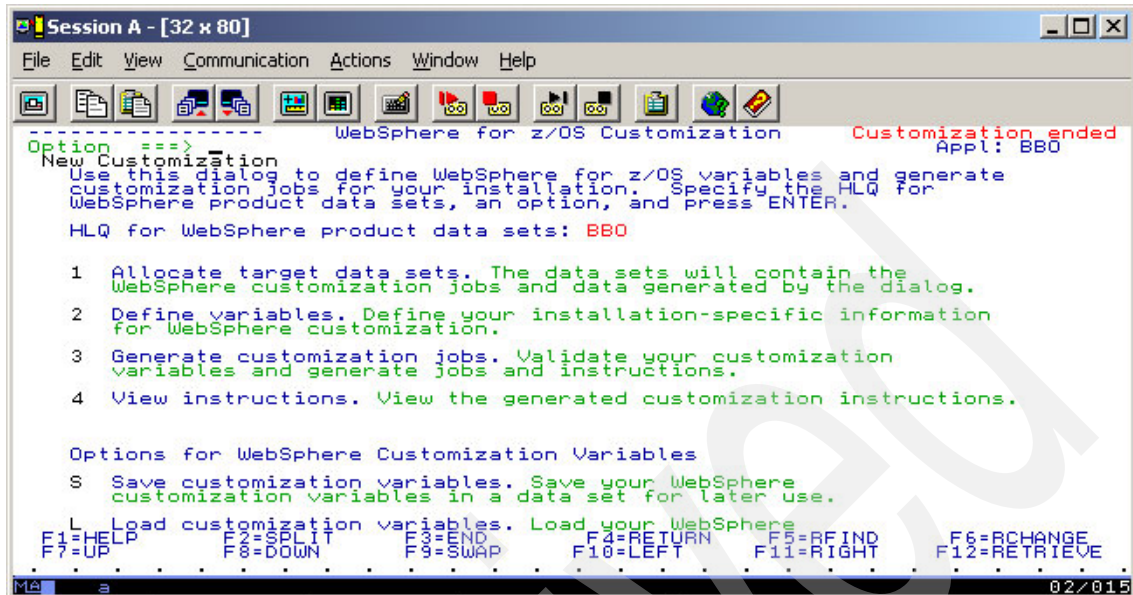 Session A - [32 x 80]
File Edit View Communication Actions Window Help
------------------ WebSphere for z/OS Customization Customization ended
Option ===> _ Appl: BBO
New Customization
Use this dialog to define WebSphere for z/OS variables and generate
customization jobs for your installation. Specify the HLQ for
WebSphere product data sets, an option, and press ENTER.
HLQ for WebSphere product data sets: BBO
1 Allocate target data sets. The data sets will contain the
WebSphere customization jobs and data generated by the dialog.
2 Define variables. Define your installation-specific information
for WebSphere customization.
3 Generate customization jobs. Validate your customization
variables and generate jobs and instructions.
4 View instructions. View the generated customization instructions.
Options for WebSphere Customization Variables
S Save customization variables. Save your WebSphere
customization variables in a data set for later use.
L Load customization variables. Load your WebSphere
F1=HELP F2=SPLIT F3=END F4=RETURN F5=RFIND F6=RCHANGE
F7=UP F8=DOWN F9=SWAP F10=LEFT F11=RIGHT F12=RETRIEVE
MA a 02/015